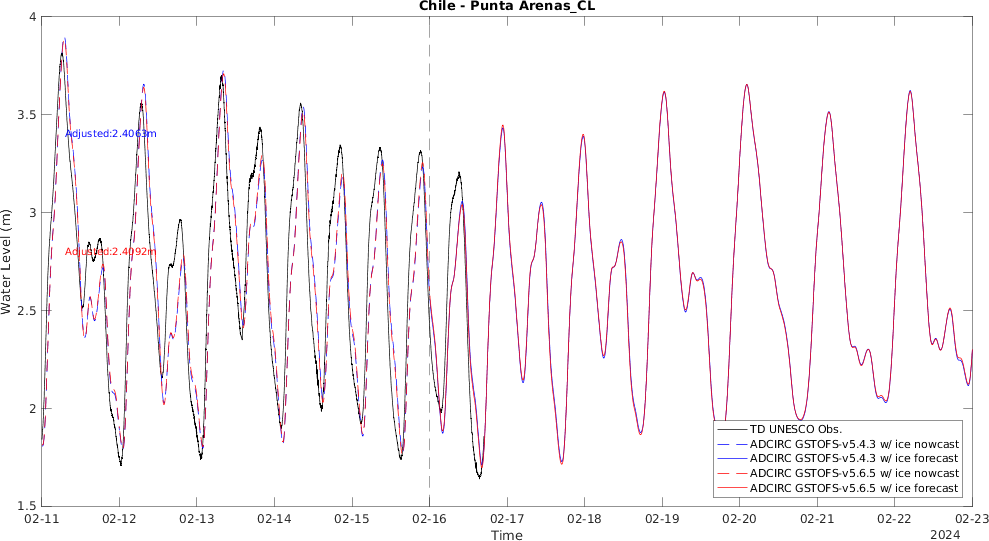 Chile - Punta Arenas_CL
4
3.5
3
2.5
2
1.5
Water Level (m)
Adjusted:2.4063m
Adjusted:2.4092m
TD UNESCO Obs.
ADCIRC GSTOFS-v5.4.3 w/ ice nowcast
ADCIRC GSTOFS-v5.4.3 w/ ice forecast
ADCIRC GSTOFS-v5.6.5 w/ ice nowcast
ADCIRC GSTOFS-v5.6.5 w/ ice forecast
02-11 02-12 02-13 02-14 02-15 02-16 02-17 02-18 02-19 02-20 02-21 02-22 02-23
Time
2024